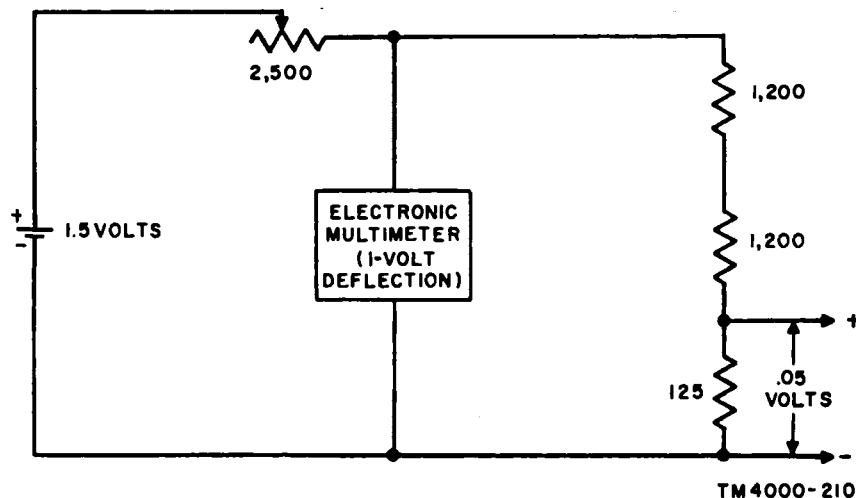 2,500
1,200
+
1.5 VOLTS
-
ELECTRONIC
MULTIMETER
(1-VOLT
DEFLECTION)
1,200
+
125
.05
VOLTS
-
TM4000-210